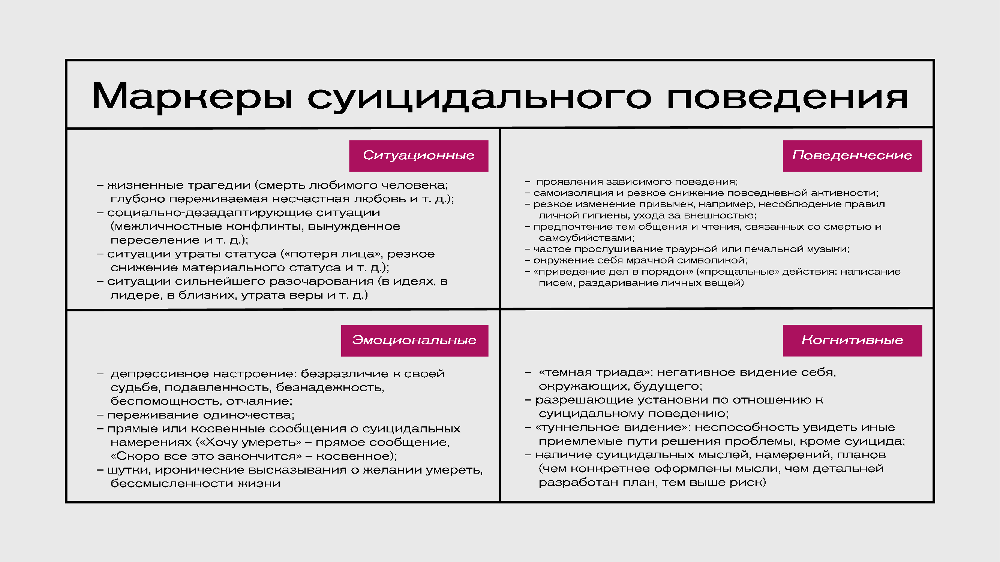 Маркеры суицидального поведения
Ситуационные
– жизненные трагедии (смерть любимого человека;
глубоко переживаемая несчастная любовь и т. д.);
– социально-дезадаптирующие ситуации
(межличностные конфликты, вынужденное
переселение и т. д.);
– ситуации утраты статуса («потеря лица», резкое
снижение материального статуса и т. д.);
– ситуации сильнейшего разочарования (в идеях, в
лидере, в близких, утрата веры и т. д.)
Поведенческие
– проявления зависимого поведения;
– самоизоляция и резкое снижение повседневной активности;
– резкое изменение привычек, например, несоблюдение правил
личной гигиены, ухода за внешностью;
– предпочтение тем общения и чтения, связанных со смертью и
самоубийствами;
– частое прослушивание траурной или печальной музыки;
– окружение себя мрачной символикой;
– «приведение дел в порядок» («прощальные» действия: написание
писем, раздаривание личных вещей)
Эмоциональные
– депрессивное настроение: безразличие к своей
судьбе, подавленность, безнадежность,
беспомощность, отчаяние;
– переживание одиночества;
– прямые или косвенные сообщения о суицидальных
намерениях («Хочу умереть» – прямое сообщение,
«Скоро все это закончится» – косвенное);
– шутки, иронические высказывания о желании умереть,
бессмысленности жизни
Когнитивные
– «темная триада»: негативное видение себя,
окружающих, будущего;
– разрешающие установки по отношению к
суицидальному поведению;
– «туннельное видение»: неспособность увидеть иные
приемлемые пути решения проблемы, кроме суицида;
– наличие суицидальных мыслей, намерений, планов
(чем конкретнее оформлены мысли, чем детальней
разработан план, тем выше риск)